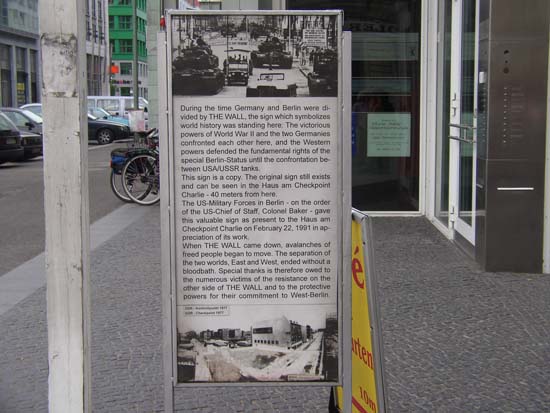 During the time Germany and Berlin were di-
vided by THE WALL, the sign which symbolizes
world history was standing here: The victorious
powers of World War II and the two Germanies
confronted each other here, and the Western
powers defended the fundamental rights of the
special Berlin-Status until the confrontation be-
tween USA/USSR tanks.
This sign is a copy. The original sign still exists
and can be seen in the Haus am Checkpoint
Charlie - 40 meters from here.
The US-Military Forces in Berlin - on the order
of the US-Chief of Staff, Colonel Baker - gave
this valuable sign as present to the Haus am
Checkpoint Charlie on February 22, 1991 in ap-
preciation of its work.
When THE WALL came down, avalanches of
freed people began to move. The separation of
the two worlds, East and West, ended without a
bloodbath. Special thanks is therefore owed to
the numerous victims of the resistance on the
other side of THE WALL and to the protective
powers for their commitment to West-Berlin.
1977
Checkpoint 1977
é
arten
10m